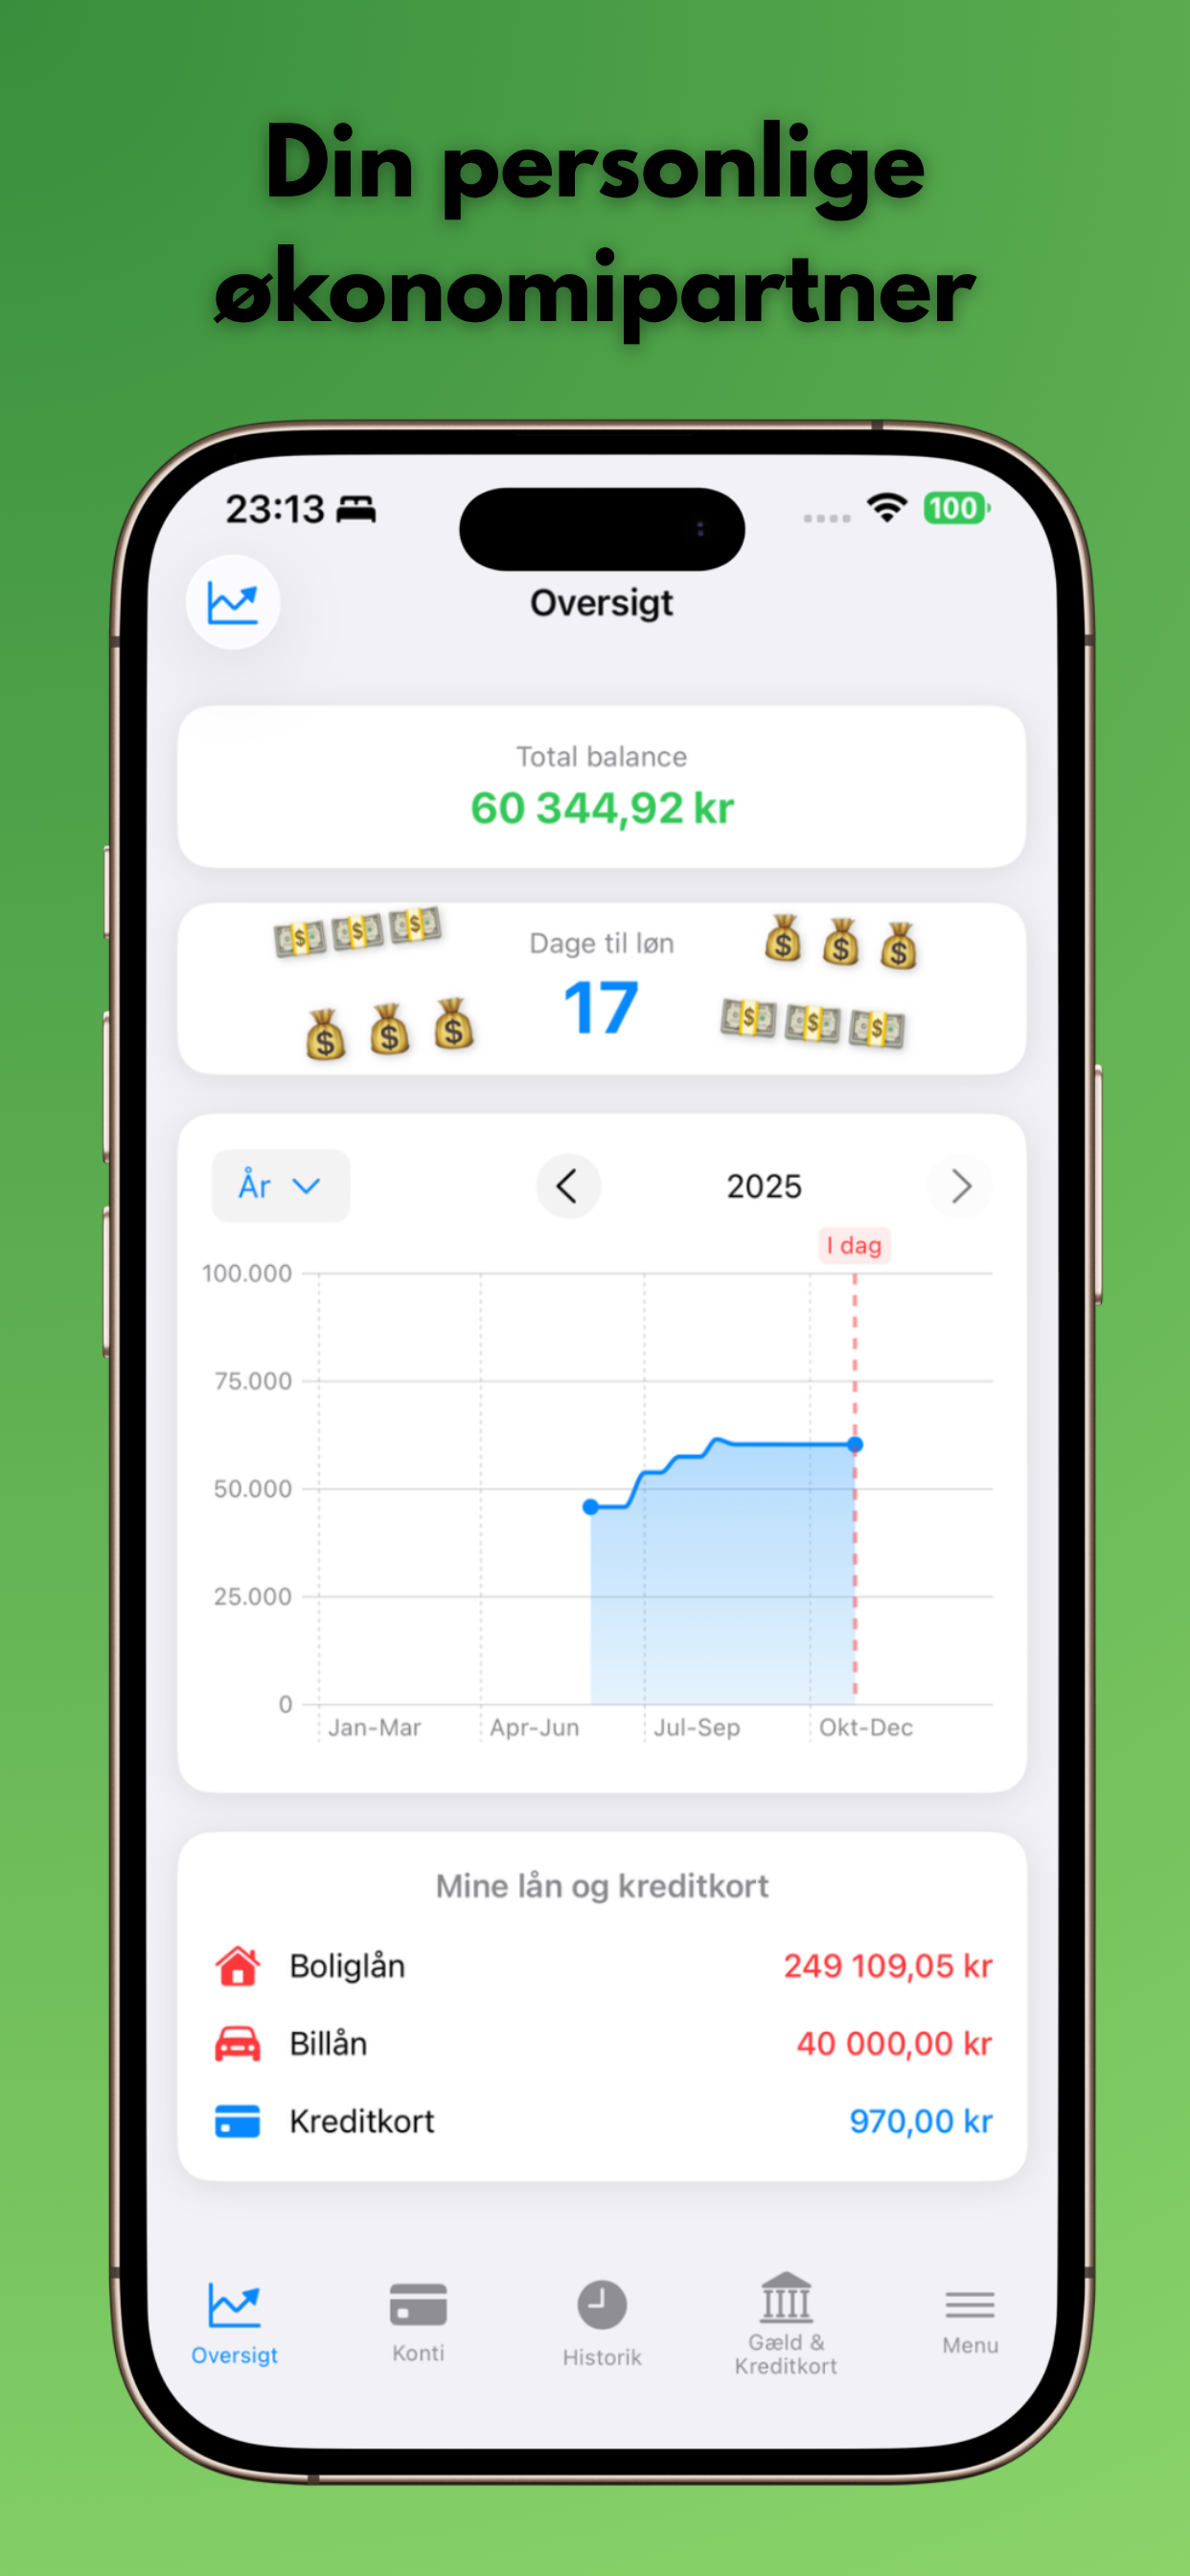 Din personlige
økonomipartner
23:13
100
Oversigt
Total balance
60 344,92 kr
Dage til løn
17
År
2025
I dag
100.000
75.000
50.000
25.000
0
Jan-Mar
Apr-Jun
Jul-Sep
Okt-Dec
Mine lån og kreditkort
Boliglån
249 109,05 kr
Billån
40 000,00 kr
Kreditkort
970,00 kr
Oversigt
Konti
Historik
Gæld &
Kreditkort
Menu